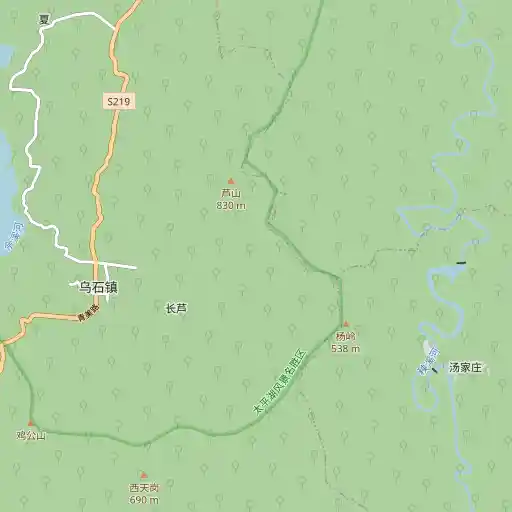 夏
S219
芦山
830 m
乌石镇
青溪路
长芦
杨岭
538 m
汤家庄
太平湖风景名胜区
鸡公山
西天岗
690 m